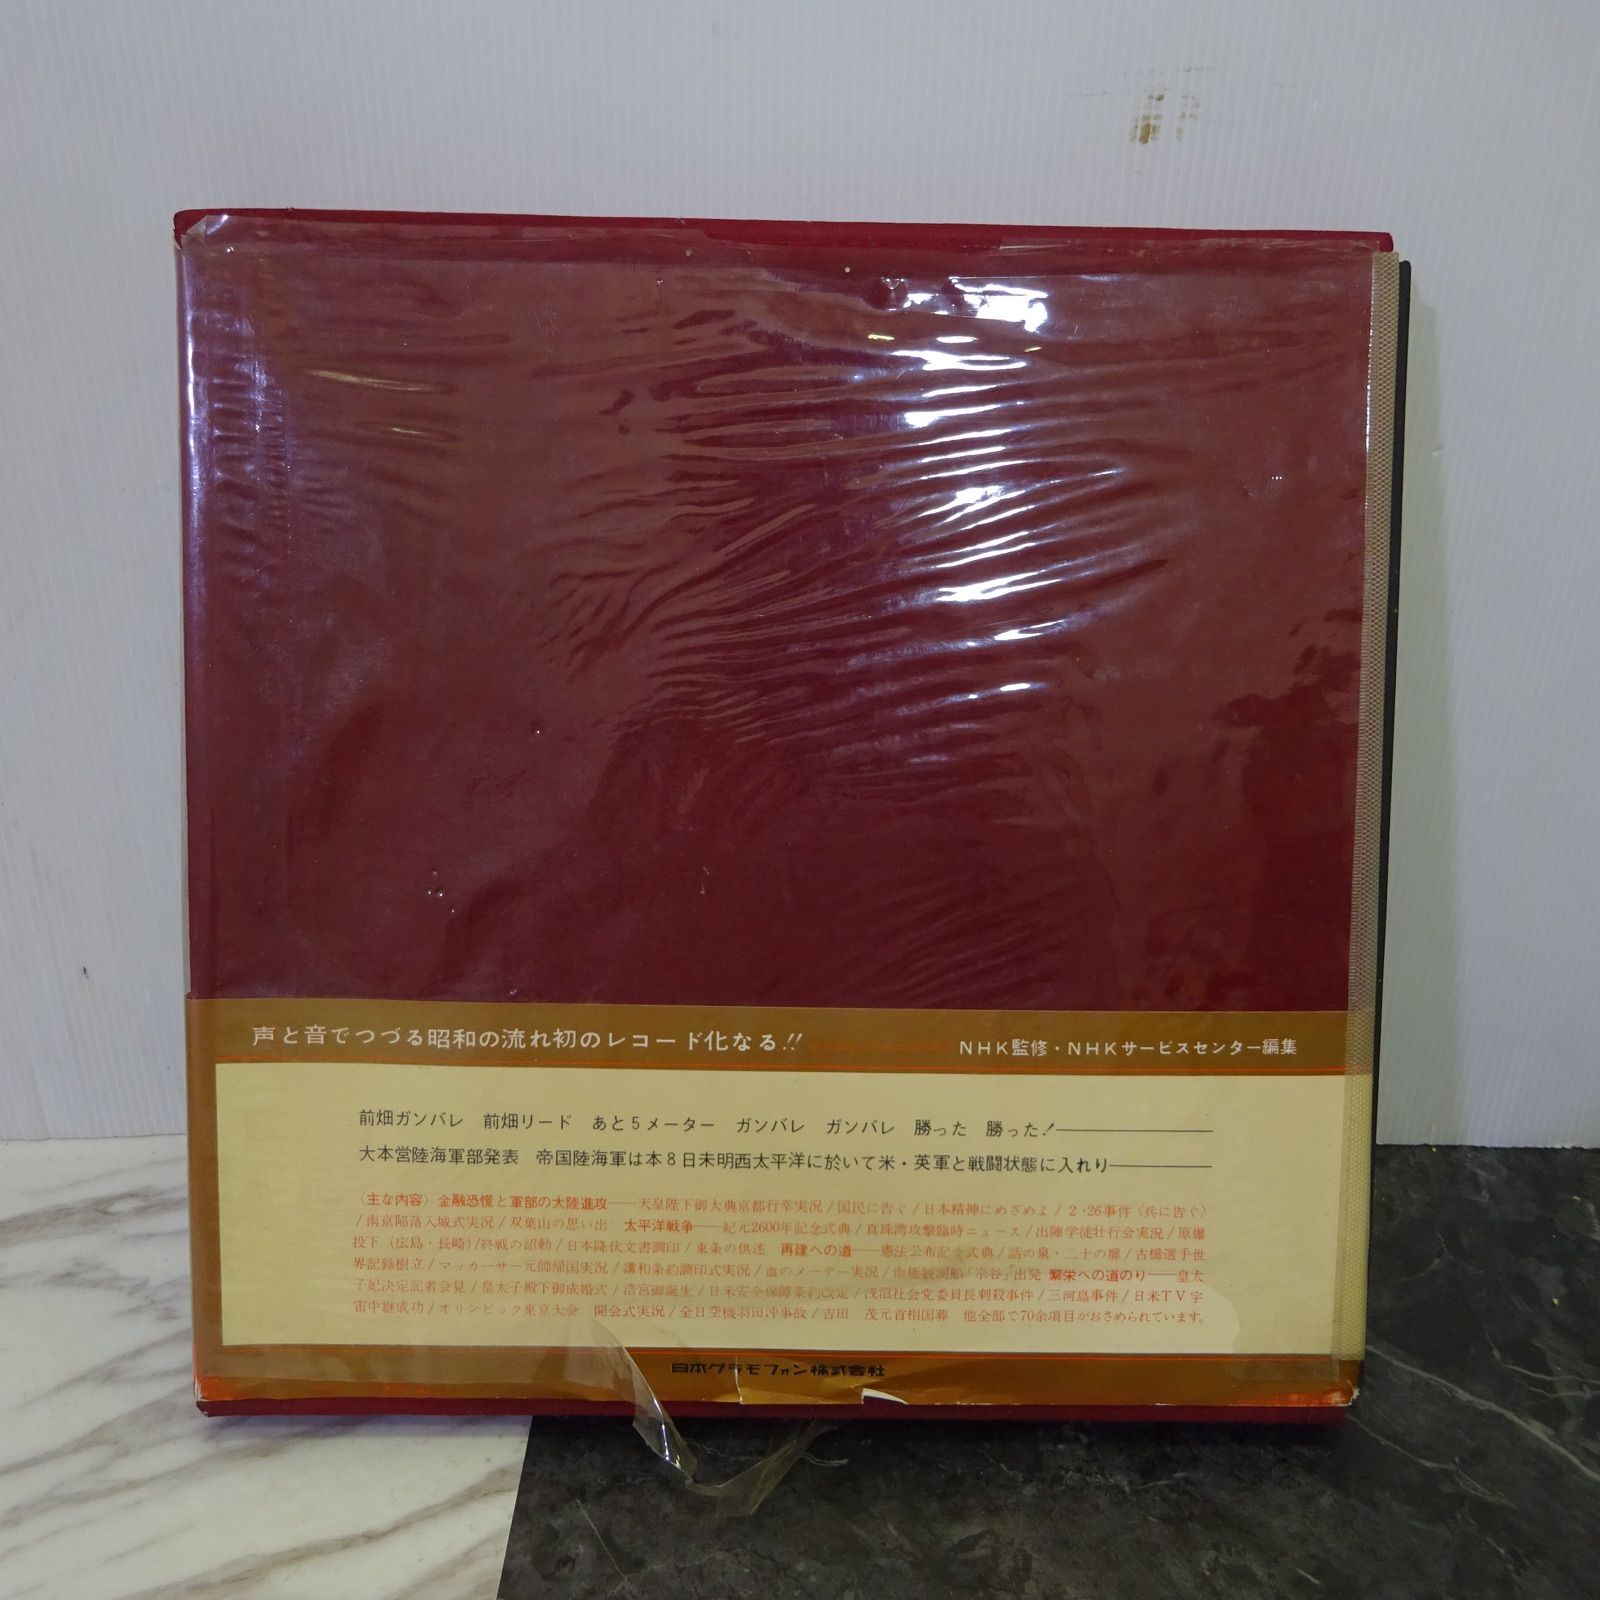 声と音でつづる昭和の流れ初のレコード化なる!!
NHK監修・NHKサービスセンター編集
前畑ガンバレ 前畑リード あと5メーター ガンバレ ガンバレ 勝った 勝った!
大本営陸海軍部発表 帝国陸海軍は本8日未明西太平洋に於いて米・英軍と戦闘状態に入れり
〈主な内容〉金融恐慌と軍部の大陸進攻――天皇陛下御大典京都行幸実況/国民に告ぐ/日本精神にめざめよ/2・26事件〈兵に告ぐ〉
/南京陥落入城式実況/双葉山の思い出 太平洋戦争――紀元2600年記念式典/真珠湾攻撃臨時ニュース/出陣学徒壮行会実況/原爆
投下(広島・長崎)/終戦の詔勅/日本降伏文書調印/東条の供述 再建への道――憲法公布記念式典/話の泉・二十の扉/古橋選手世
界記録樹立/マッカーサー元帥帰国実況/講和条約調印式実況/血のメーデー実況/南極観測船「宗谷」出発 繁栄への道のり――皇太
子妃決定記者会見/皇太子殿下御成婚式/浩宮御誕生/日米安全保障条約改定/浅沼社会党委員長刺殺事件/三河島事件/日米TV宇
宙中継成功/オリンピック東京大会 開会式実況/全日空機羽田沖事故/吉田 茂元首相国葬 他全部で70余項目がおさめられています。
日本グラモフォン株式会社